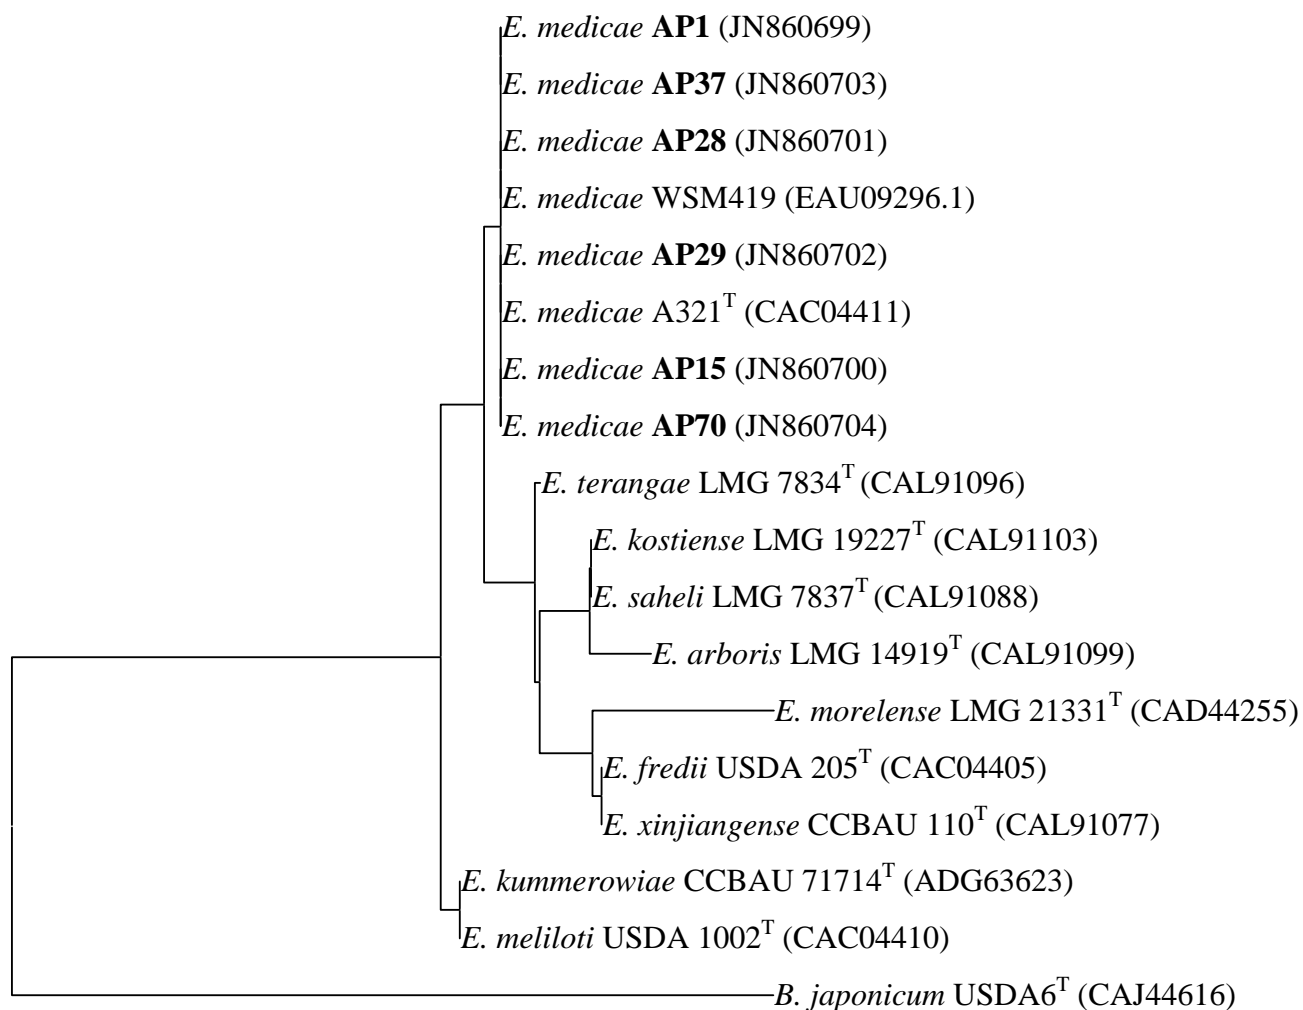 E. medicae AP1 (JN860699)
E. medicae AP37 (JN860703)
E. medicae AP28 (JN860701)
E. medicae WSM419 (EAU09296.1)
E. medicae AP29 (JN860702)
E. medicae A321T (CAC04411)
E. medicae AP15 (JN860700)
E. medicae AP70 (JN860704)
E. terangae LMG 7834T (CAL91096)
E. kostiense LMG 19227T (CAL91103)
E. saheli LMG 7837T (CAL91088)
E. arboris LMG 14919T (CAL91099)
E. morelense LMG 21331T (CAD44255)
E. fredii USDA 205T (CAC04405)
E. xinjiangense CCBAU 110T (CAL91077)
E. kummerowiae CCBAU 71714T (ADG63623)
E. meliloti USDA 1002T (CAC04410)
B. japonicum USDA6T (CAJ44616)